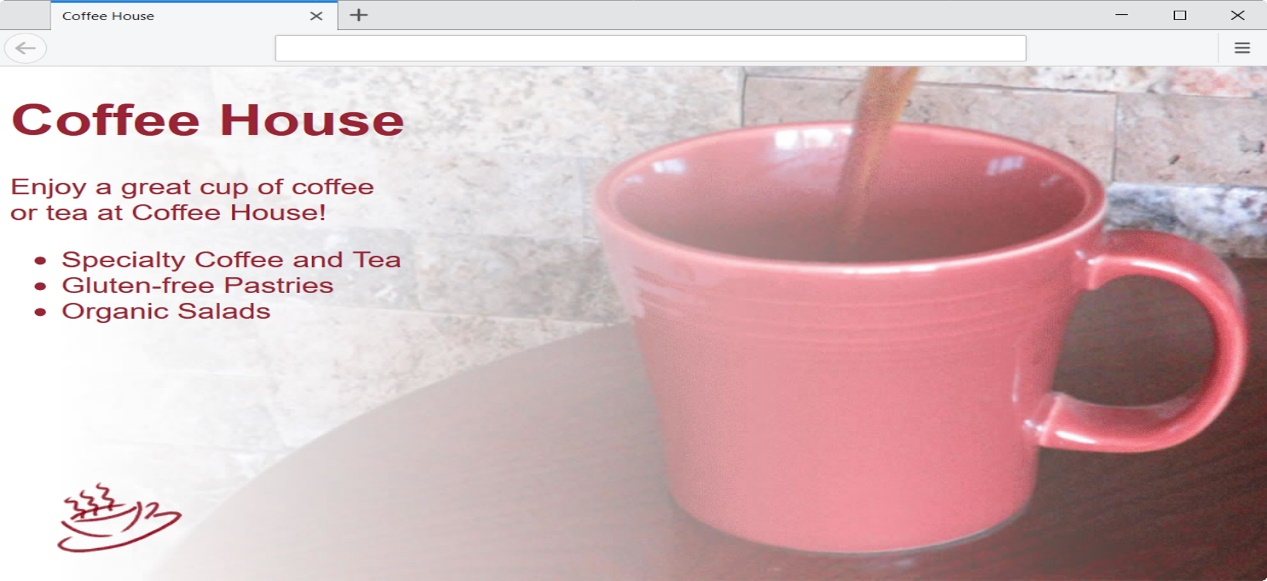 Coffee House
Coffee House
Enjoy a great cup of coffee
or tea at Coffee House!
Specialty Coffee and Tea
Gluten-free Pastries
Organic Salads